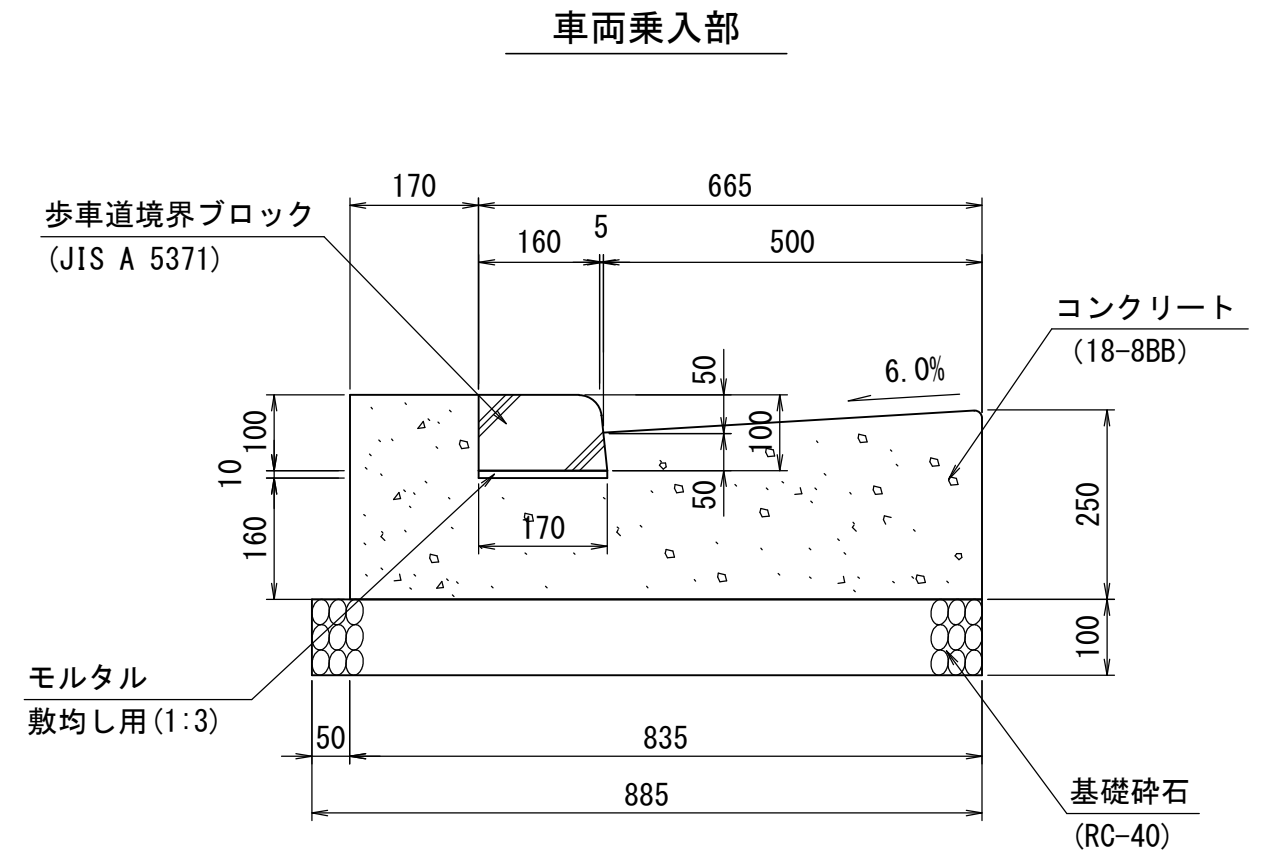 車両乗入部
170
665
歩車道境界ブロック
(JIS A 5371)
160
5
500
コンクリート
(18-8BB)
6.0%
50
100
100
10
50
160
170
250
100
モルタル
敷均し用(1:3)
50
835
885
基礎砕石
(RC-40)